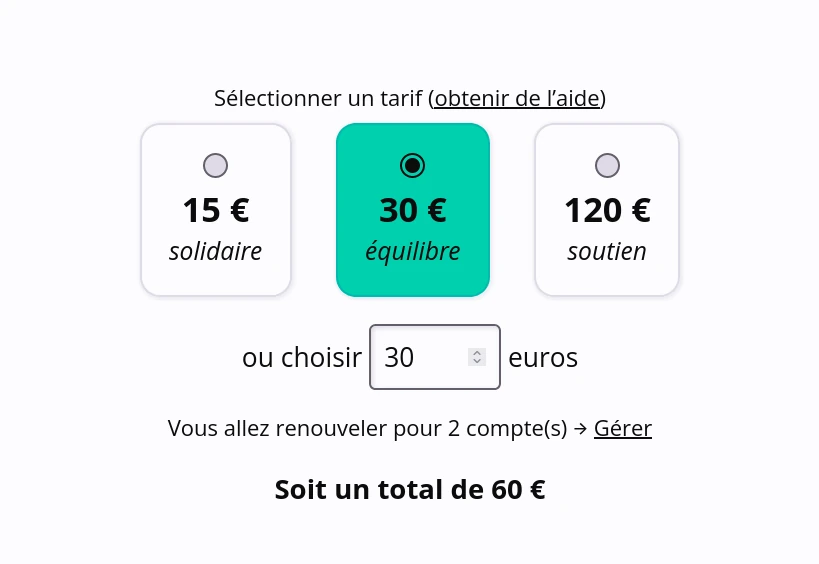 Sélectionner un tarif (obtenir de l’aide)
15 €
solidaire
30 €
équilibre
120 €
soutien
ou choisir 30 euros
Vous allez renouveler pour 2 compte(s) → Gérer
Soit un total de 60 €